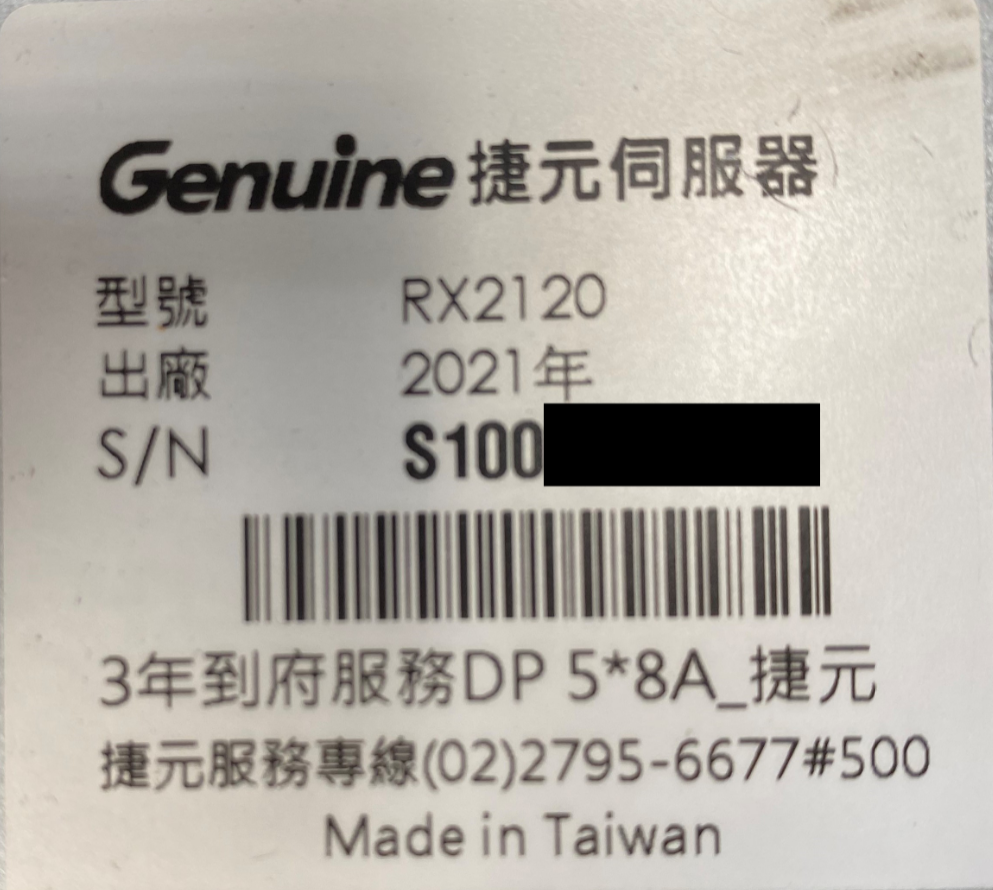 Genuine 捷元伺服器
型號 RX2120
出廠 2021年
S/N S100
3年到府服務DP 5*8A_捷元
捷元服務專線(02)2795-6677#500
Made in Taiwan